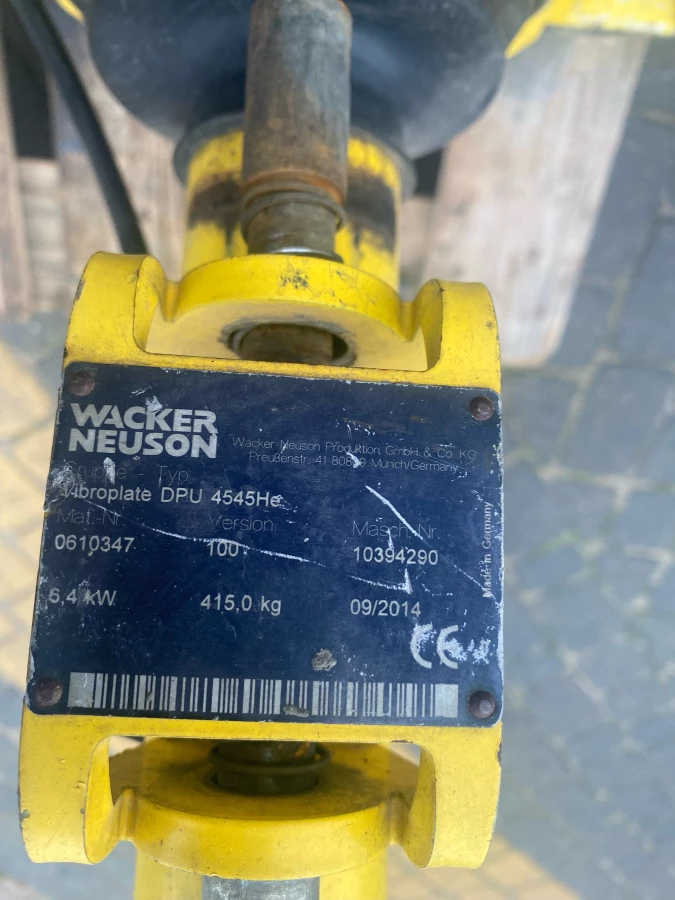 WACKER
NEUSON
Wacker Neuson Produktion GmbH & Co. KG
Preußenstr. 41 80809 Munich/Germany
Gruppe Typ
Vibroplate DPU 4545He
Mat.-Nr. Version Masch.-Nr.
0610347 100 10394290
6,4 kW 415,0 kg 09/2014
Made in Germany
CE